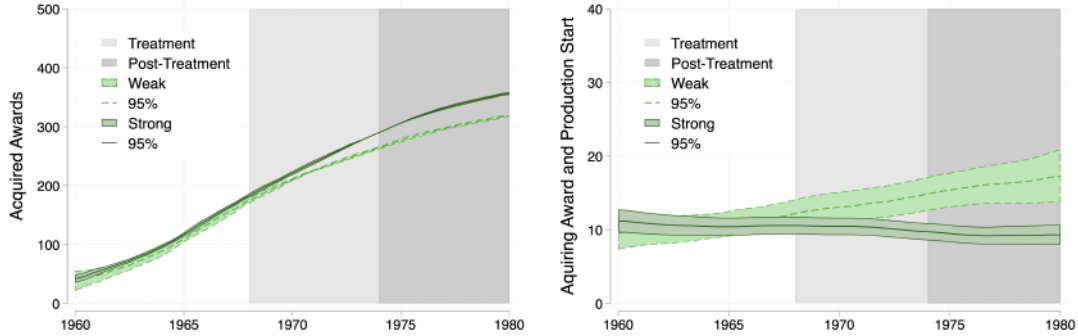 500
400
300
200
100
0
Acquired Awards
Treatment
Post-Treatment
Weak
95%
Strong
95%
1960
1965
1970
1975
1980
40
30
20
10
0
Aquiring Award and Production Start
Treatment
Post-Treatment
Weak
95%
Strong
95%
1960
1965
1970
1975
1980